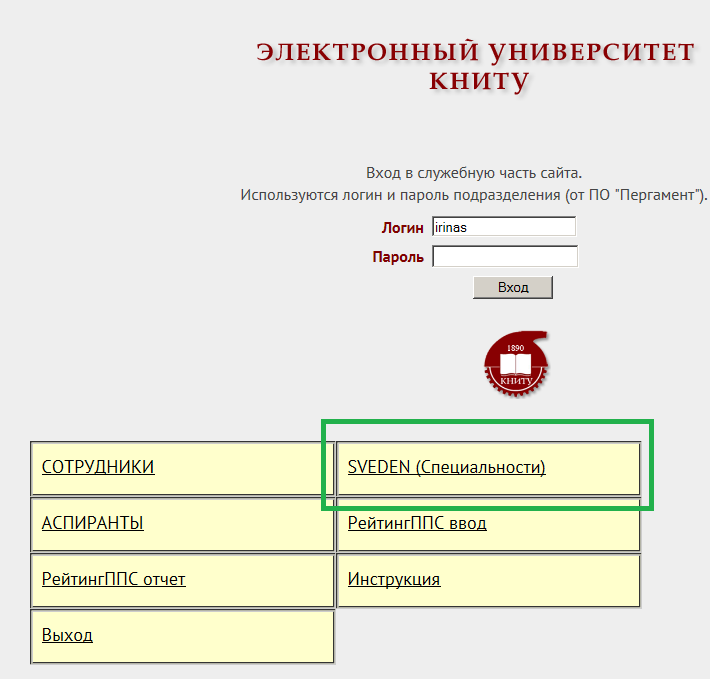 ЭЛЕКТРОННЫЙ УНИВЕРСИТЕТ
КНИТУ
Вход в служебную часть сайта.
Используются логин и пароль подразделения (от ПО "Пергамент").
Логин irinas
Пароль
Вход
1890
КНИТУ
СОТРУДНИКИ SVEDEN (Специальности)
АСПИРАНТЫ РейтингППС ввод
РейтингППС отчет Инструкция
Выход